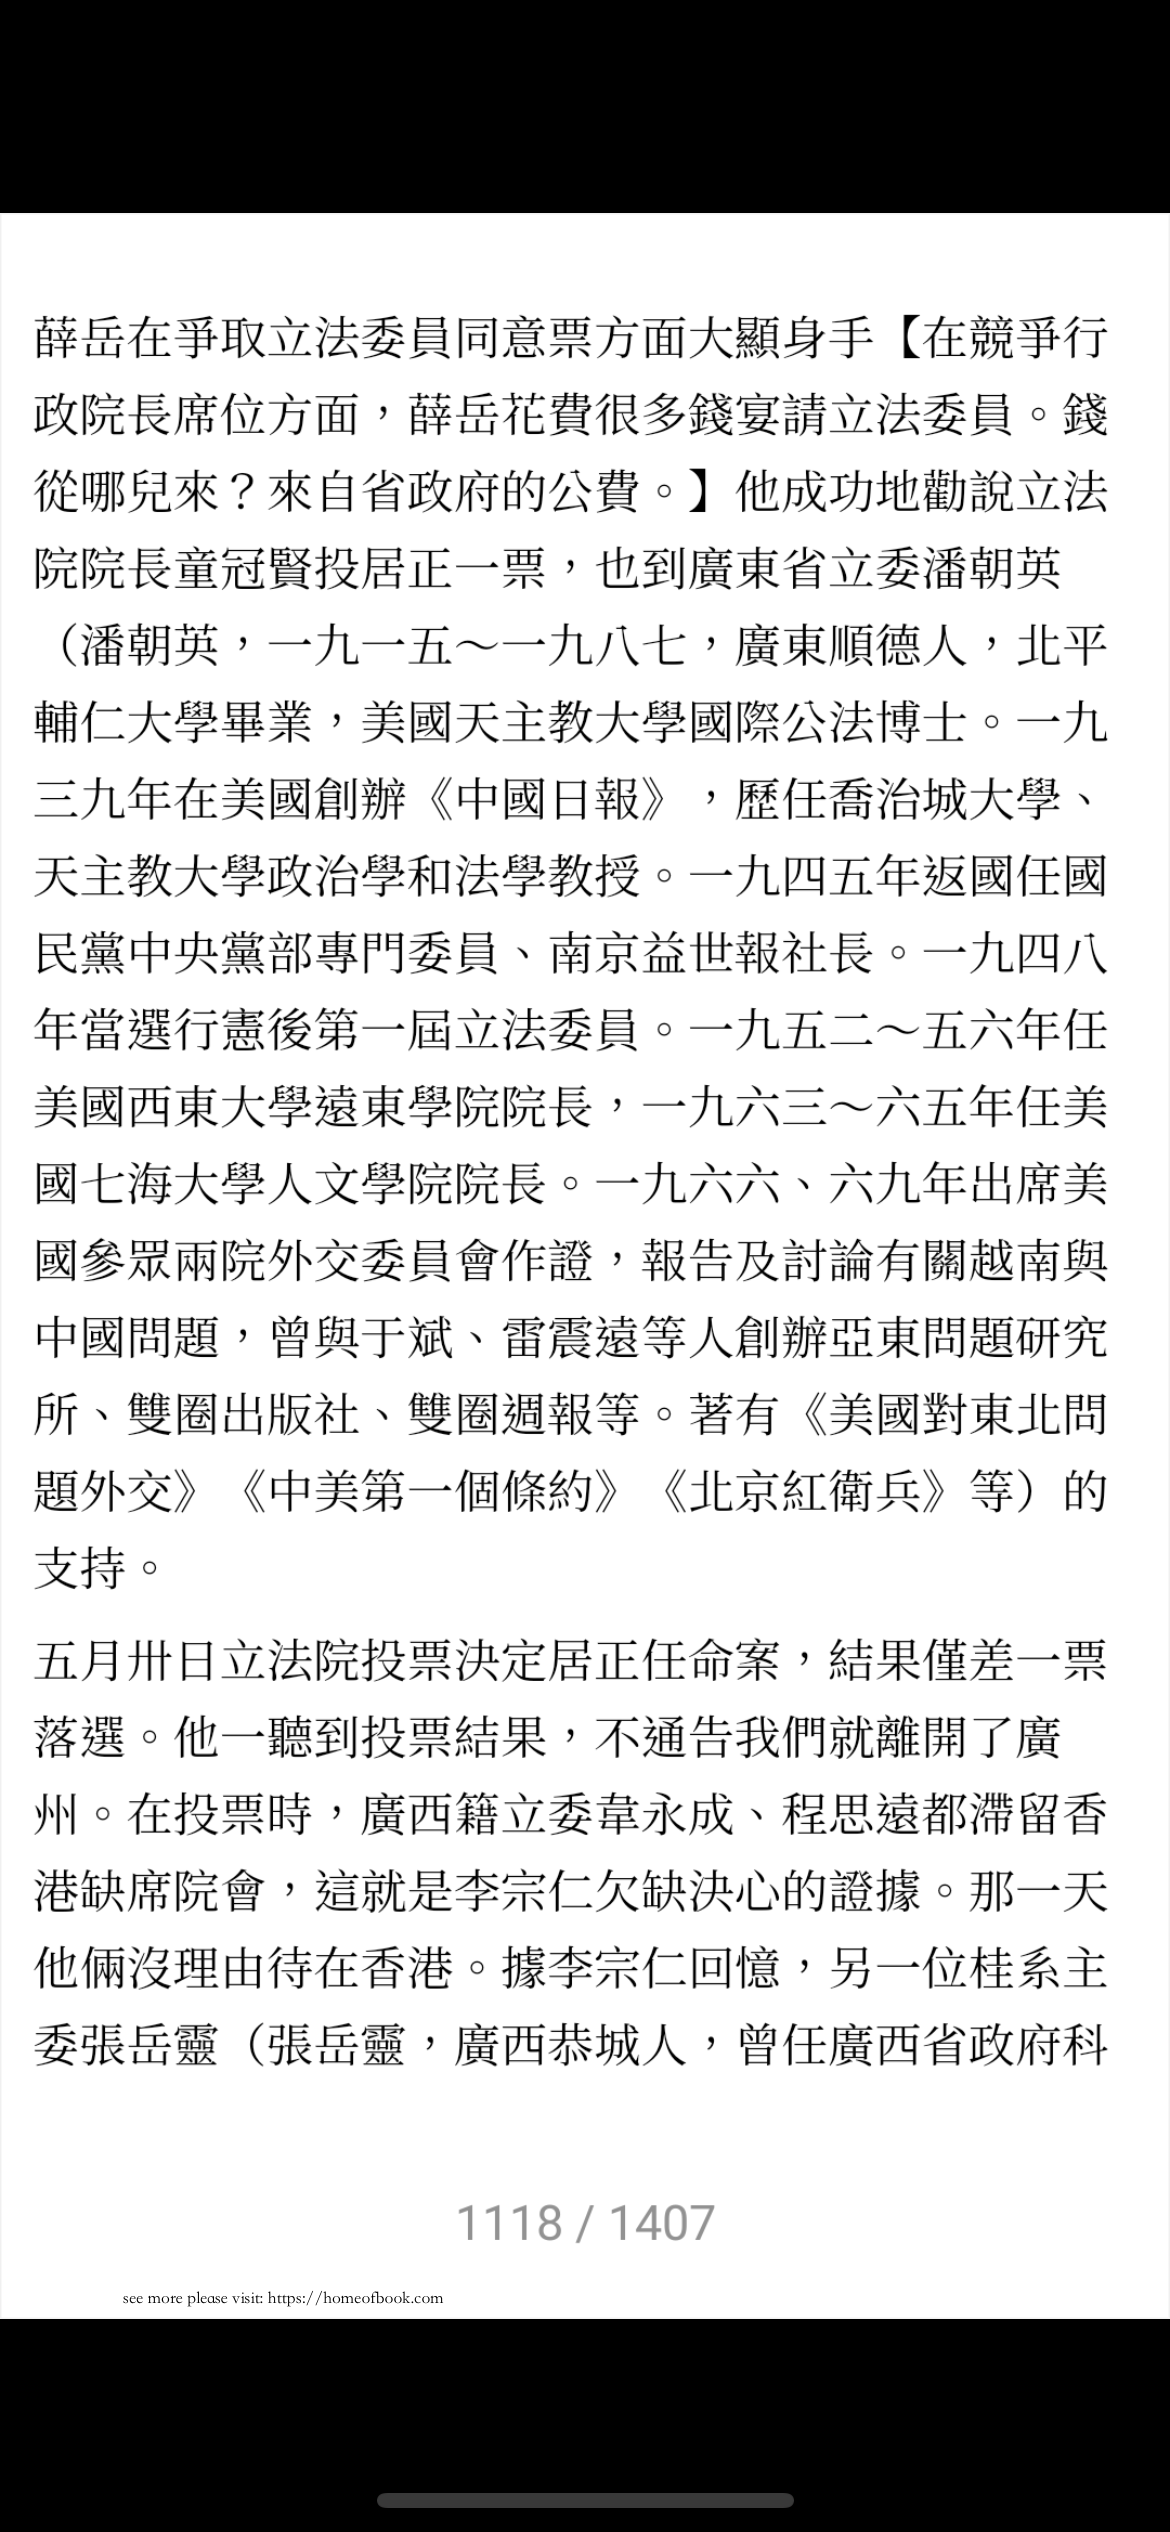 薛岳在爭取立法委員同意票方面大顯身手【在競爭行
政院長席位方面，薛岳花費很多錢宴請立法委員。錢
從哪兒來？來自省政府的公費。】他成功地勸說立法
院院長童冠賢投居正一票，也到廣東省立委潘朝英
（潘朝英，一九一五～一九八七，廣東順德人，北平
輔仁大學畢業，美國天主教大學國際公法博士。一九
三九年在美國創辦《中國日報》，歷任喬治城大學、
天主教大學政治學和法學教授。一九四五年返國任國
民黨中央黨部專門委員、南京益世報社長。一九四八
年當選行憲後第一屆立法委員。一九五二～五六年任
美國西東大學遠東學院院長，一九六三～六五年任美
國七海大學人文學院院長。一九六六、六九年出席美
國參眾兩院外交委員會作證，報告及討論有關越南與
中國問題，曾與于斌、雷震遠等人創辦亞東問題研究
所、雙圈出版社、雙圈週報等。著有《美國對東北問
題外交》《中美第一個條約》《北京紅衛兵》等）的
支持。
五月卅日立法院投票決定居正任命案，結果僅差一票
落選。他一聽到投票結果，不通告我們就離開了廣
州。在投票時，廣西籍立委韋永成、程思遠都滯留香
港缺席院會，這就是李宗仁欠缺決心的證據。那一天
他倆沒理由待在香港。據李宗仁回憶，另一位桂系主
委張岳靈（張岳靈，廣西恭城人，曾任廣西省政府科
1118 / 1407
see more please visit: https://homeofbook.com